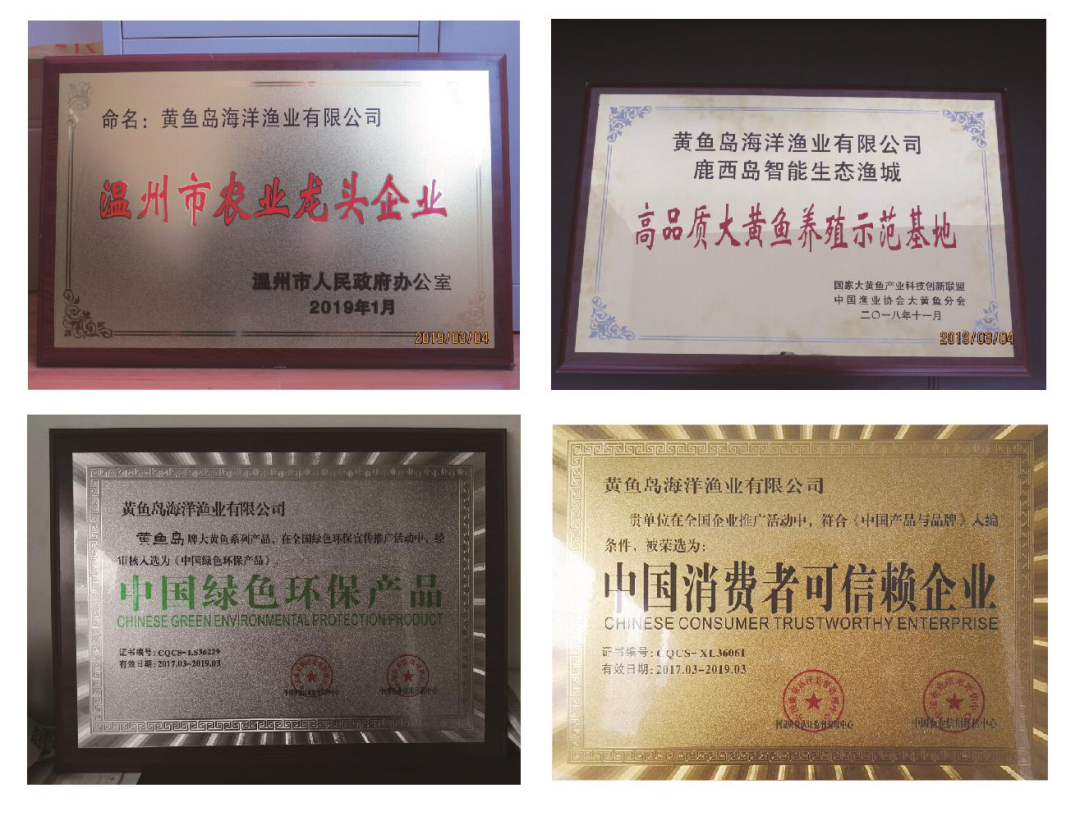 命名：黄鱼岛海洋渔业有限公司
温州市农业龙头企业
温州市人民政府办公室
2019年1月
2019/03/04
黄鱼岛海洋渔业有限公司
鹿西岛智能生态渔城
高品质大黄鱼养殖示范基地
国家大黄鱼产业科技创新联盟
中国渔业协会大黄鱼分会
二〇一八年十一月
2019/03/04
黄鱼岛海洋渔业有限公司
黄鱼岛牌大黄鱼系列产品，在全国绿色环保宣传推广活动中，经
审核入选为《中国绿色环保产品》
中国绿色环保产品
CHINESE GREEN ENVIRONMENTAL PROTECTION PRODUCT
证书编号：CQCS-LS36229
有效日期：2017.03-2019.03
黄鱼岛海洋渔业有限公司
贵单位在全国企业推广活动中，符合《中国产品与品牌》入编
条件，被荣选为：
中国消费者可信赖企业
CHINESE CONSUMER TRUSTWORTHY ENTERPRISE
证书编号：CQCS-XL36061
有效日期：2017.03-2019.03